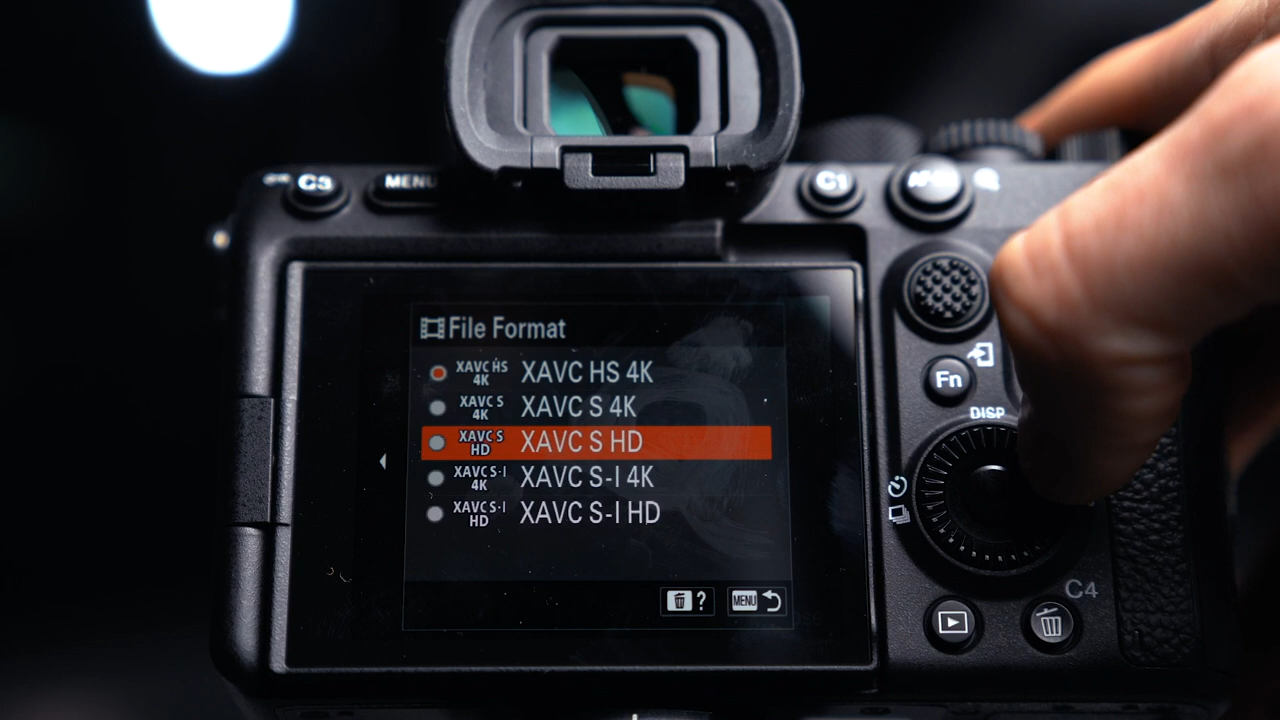 C3
MENU
C1
File Format
XAVC HS 4K XAVC HS 4K
XAVC S 4K XAVC S 4K
XAVC S HD XAVC S HD
XAVC S-I 4K XAVC S-I 4K
XAVC S-I HD XAVC S-I HD
? MENU
Fn
DISP
C4